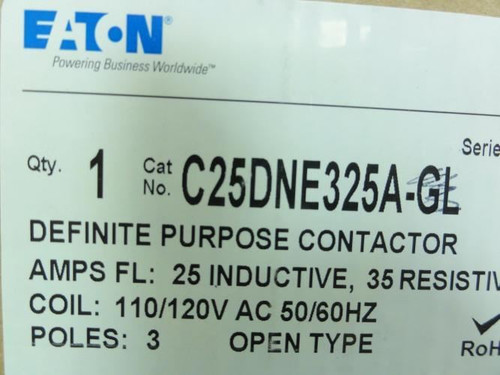 EATON
Powering Business Worldwide™
Serie
Qty. 1 Cat No. C25DNE325A-GL
DEFINITE PURPOSE CONTACTOR
AMPS FL: 25 INDUCTIVE, 35 RESISTIV
COIL: 110/120V AC 50/60HZ
POLES: 3 OPEN TYPE
RoH